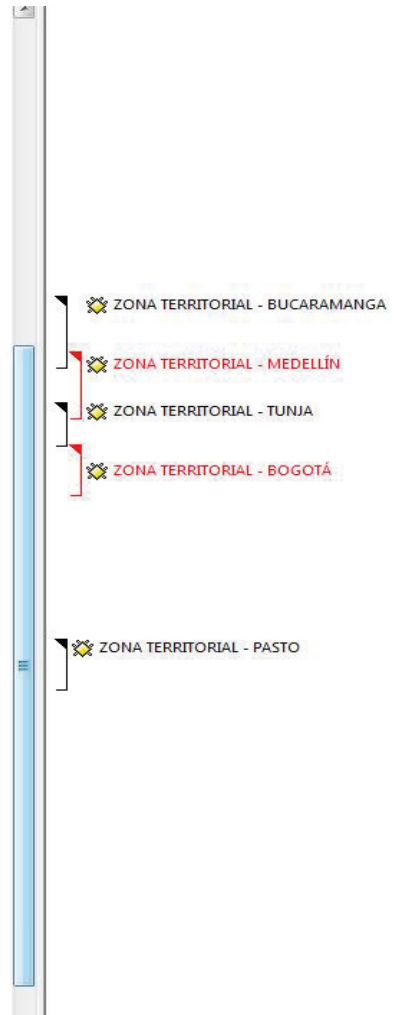 ZONA TERRITORIAL - BUCARAMANGA
ZONA TERRITORIAL - MEDELLÍN
ZONA TERRITORIAL - TUNJA
ZONA TERRITORIAL - BOGOTÁ
ZONA TERRITORIAL - PASTO